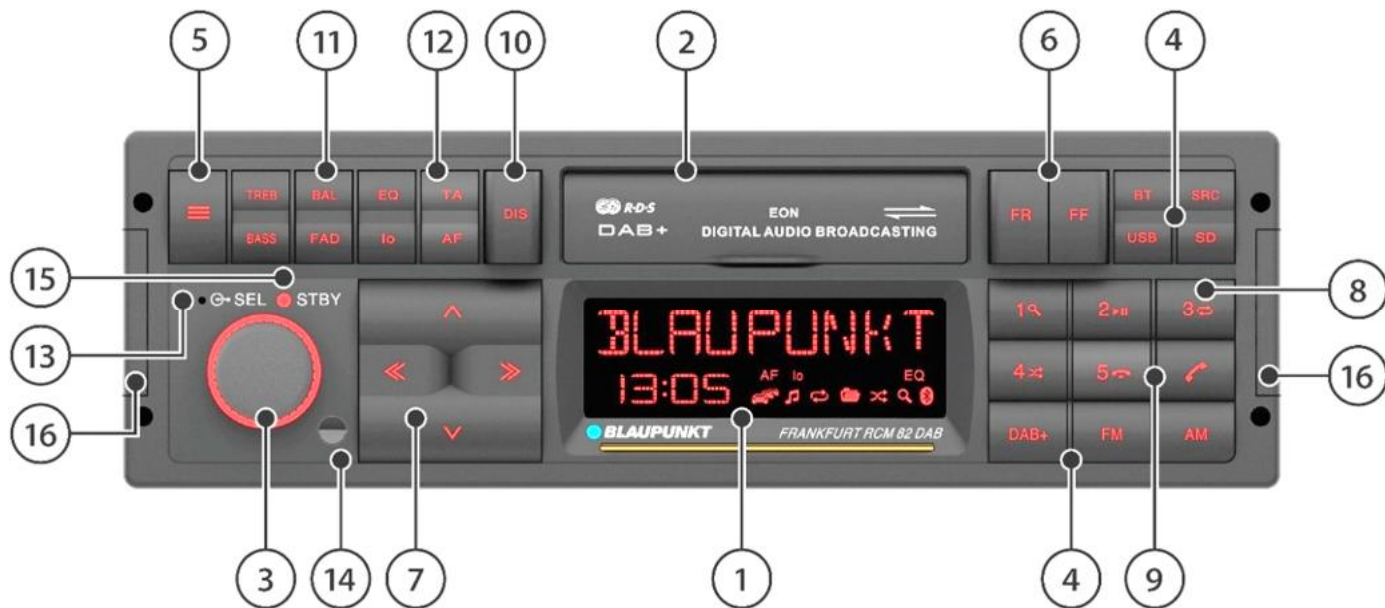 5 11 12 10 2 6 4
TREB BAL EQ TA
DIS
BASS FAD lo AF
R·D·S
DAB+
EON
DIGITAL AUDIO BROADCASTING
FR FF
BT SRC
USB SD
15
SEL STBY
13
16
BLAUPUNKT
AF lo EQ
13:05
BLAUPUNKT FRANKFURT RCM 82 DAB
1 2 3
4 5
DAB+ FM AM
8
16
3 14 7 1 4 9